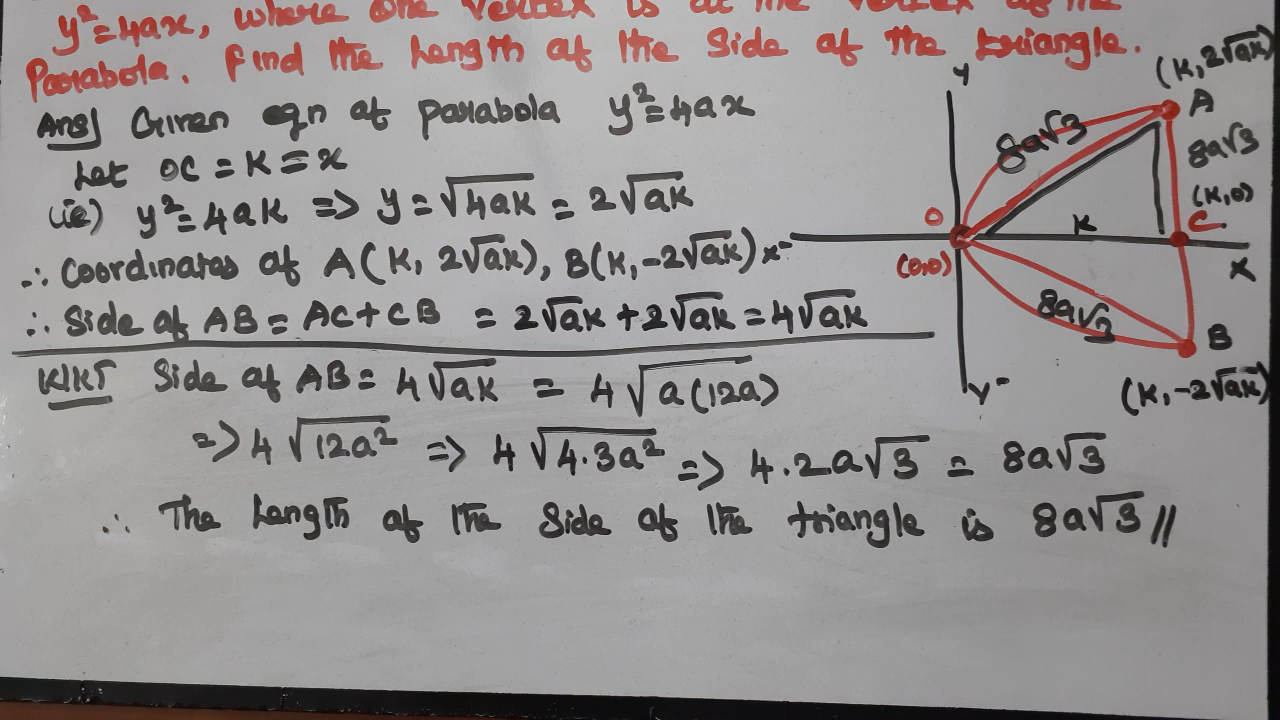 y²=4ax, where one vertex is at the vertex of the
Parabola. Find the Length of the Side of the triangle.
Ans] Given eqn of parabola y²=4ax
Let OC = K = x
(ie) y²=4ak => y = √4ak = 2√ak
∴ Coordinates of A(K, 2√ak), B(K,-2√ak)
∴ Side of AB = AC+CB = 2√ak + 2√ak = 4√ak
WKT Side of AB = 4√ak = 4√a(12a)
=> 4√12a² => 4√4.3a² => 4.2a√3 = 8a√3
∴ The Length of the Side of the triangle is 8a√3//
Y
(K, 2√ak)
A
8a√3
8a√3
(K,0)
O
K
C
X-
(0,0)
X
8a√3
B
Y-
(K,-2√ak)